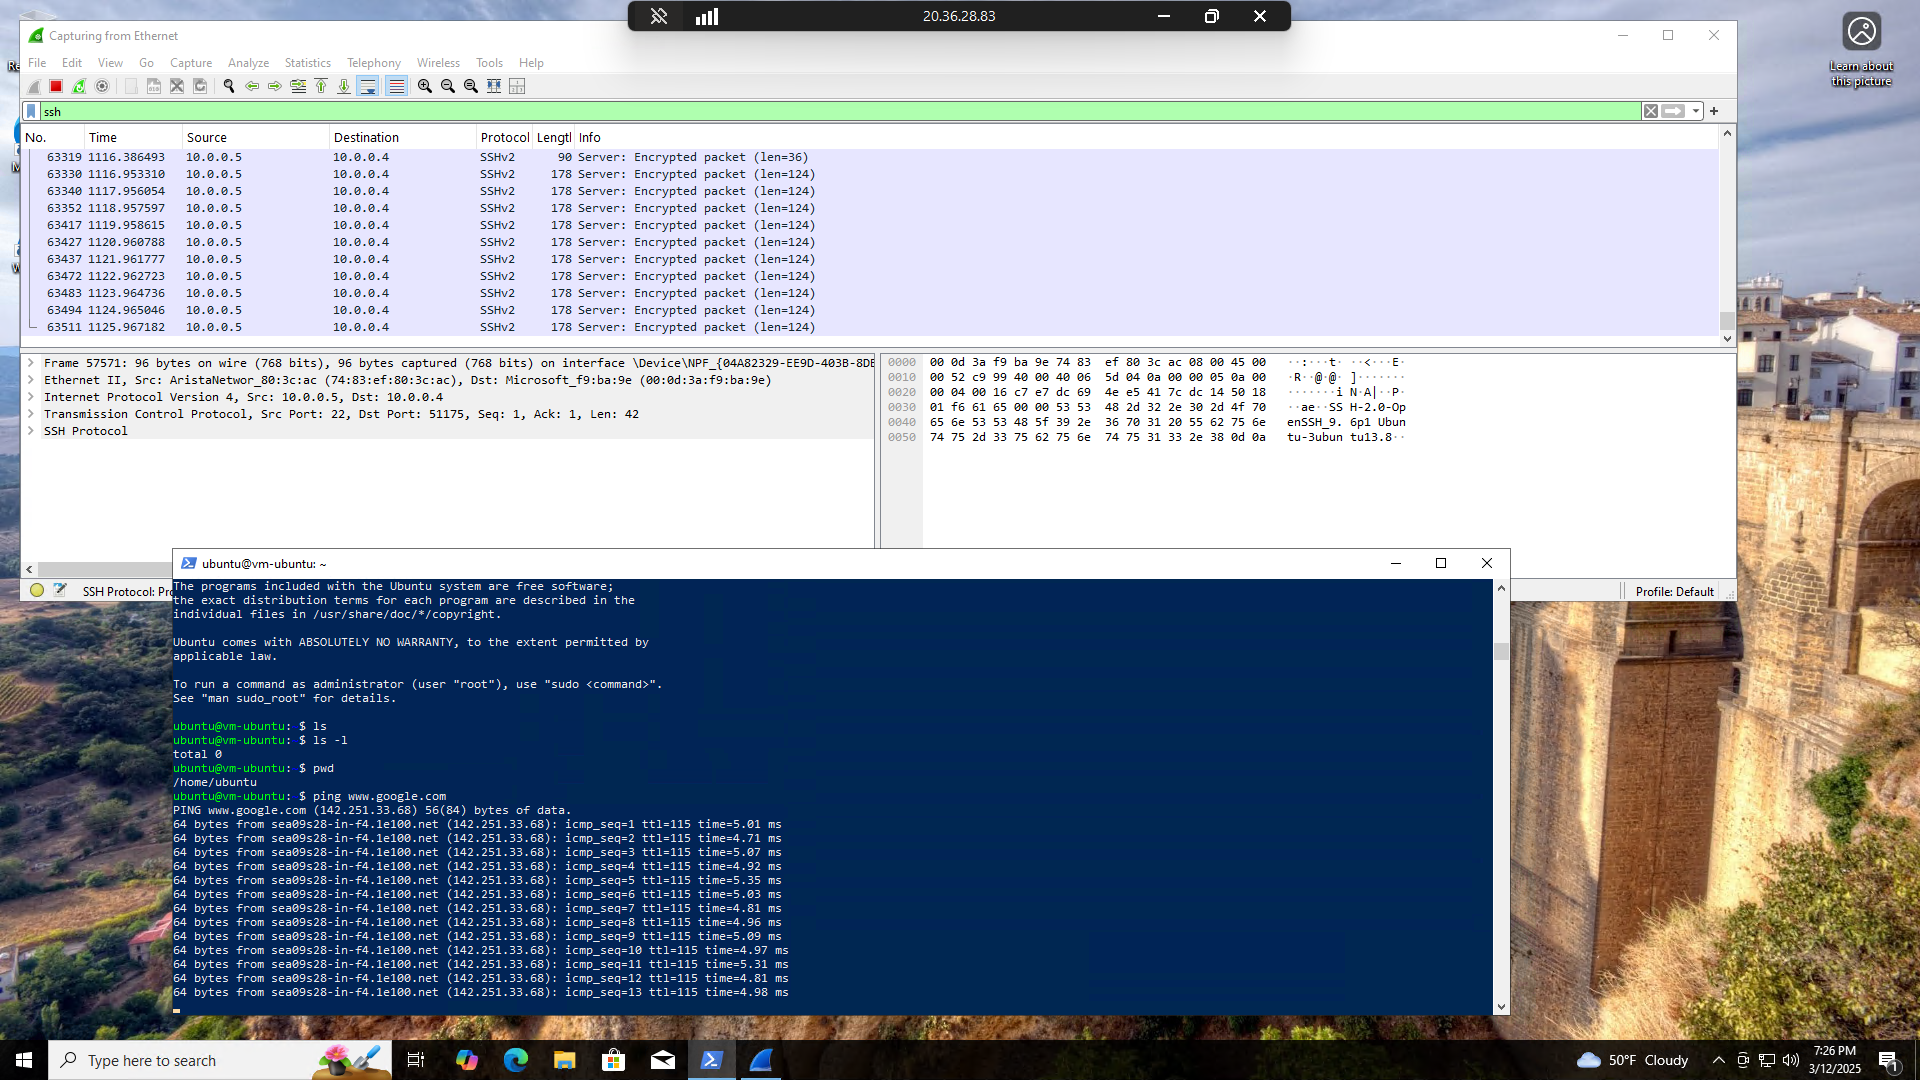 20.36.28.83
Capturing from Ethernet
Learn about
this picture
File Edit View Go Capture Analyze Statistics Telephony Wireless Tools Help
ssh
No. Time Source Destination Protocol Lengtl Info
63319 1116.386493 10.0.0.5 10.0.0.4 SSHv2 90 Server: Encrypted packet (len=36)
63330 1116.953310 10.0.0.5 10.0.0.4 SSHv2 178 Server: Encrypted packet (len=124)
63340 1117.956054 10.0.0.5 10.0.0.4 SSHv2 178 Server: Encrypted packet (len=124)
63352 1118.957597 10.0.0.5 10.0.0.4 SSHv2 178 Server: Encrypted packet (len=124)
63417 1119.958615 10.0.0.5 10.0.0.4 SSHv2 178 Server: Encrypted packet (len=124)
63427 1120.960788 10.0.0.5 10.0.0.4 SSHv2 178 Server: Encrypted packet (len=124)
63437 1121.961777 10.0.0.5 10.0.0.4 SSHv2 178 Server: Encrypted packet (len=124)
63472 1122.962723 10.0.0.5 10.0.0.4 SSHv2 178 Server: Encrypted packet (len=124)
63483 1123.964736 10.0.0.5 10.0.0.4 SSHv2 178 Server: Encrypted packet (len=124)
63494 1124.965046 10.0.0.5 10.0.0.4 SSHv2 178 Server: Encrypted packet (len=124)
63511 1125.967182 10.0.0.5 10.0.0.4 SSHv2 178 Server: Encrypted packet (len=124)
Frame 57571: 96 bytes on wire (768 bits), 96 bytes captured (768 bits) on interface \Device\NPF_{04A82329-EE9D-403B-8DE
Ethernet II, Src: AristaNetwor_80:3c:ac (74:83:ef:80:3c:ac), Dst: Microsoft_f9:ba:9e (00:0d:3a:f9:ba:9e)
Internet Protocol Version 4, Src: 10.0.0.5, Dst: 10.0.0.4
Transmission Control Protocol, Src Port: 22, Dst Port: 51175, Seq: 1, Ack: 1, Len: 42
SSH Protocol
0000 00 0d 3a f9 ba 9e 74 83 ef 80 3c ac 08 00 45 00 ··:···t· ··<···E·
0010 00 52 c9 99 40 00 40 06 5d 04 0a 00 00 05 0a 00 ·R··@·@· ]·······
0020 00 04 00 16 c7 e7 dc 69 4e e5 41 7c dc 14 50 18 ·······i N·A|··P·
0030 01 f6 61 65 00 00 53 53 48 2d 32 2e 30 2d 4f 70 ··ae··SS H-2.0-Op
0040 65 6e 53 53 48 5f 39 2e 36 70 31 20 55 62 75 6e enSSH_9. 6p1 Ubun
0050 74 75 2d 33 75 62 75 6e 74 75 31 33 2e 38 0d 0a tu-3ubun tu13.8··
SSH Protocol: Pr
Profile: Default
ubuntu@vm-ubuntu: ~
The programs included with the Ubuntu system are free software;
the exact distribution terms for each program are described in the
individual files in /usr/share/doc/*/copyright.
Ubuntu comes with ABSOLUTELY NO WARRANTY, to the extent permitted by
applicable law.
To run a command as administrator (user "root"), use "sudo <command>".
See "man sudo_root" for details.
ubuntu@vm-ubuntu: $ ls
ubuntu@vm-ubuntu: $ ls -l
total 0
ubuntu@vm-ubuntu: $ pwd
/home/ubuntu
ubuntu@vm-ubuntu: $ ping www.google.com
PING www.google.com (142.251.33.68) 56(84) bytes of data.
64 bytes from sea09s28-in-f4.1e100.net (142.251.33.68): icmp_seq=1 ttl=115 time=5.01 ms
64 bytes from sea09s28-in-f4.1e100.net (142.251.33.68): icmp_seq=2 ttl=115 time=4.71 ms
64 bytes from sea09s28-in-f4.1e100.net (142.251.33.68): icmp_seq=3 ttl=115 time=5.07 ms
64 bytes from sea09s28-in-f4.1e100.net (142.251.33.68): icmp_seq=4 ttl=115 time=4.92 ms
64 bytes from sea09s28-in-f4.1e100.net (142.251.33.68): icmp_seq=5 ttl=115 time=5.35 ms
64 bytes from sea09s28-in-f4.1e100.net (142.251.33.68): icmp_seq=6 ttl=115 time=5.03 ms
64 bytes from sea09s28-in-f4.1e100.net (142.251.33.68): icmp_seq=7 ttl=115 time=4.81 ms
64 bytes from sea09s28-in-f4.1e100.net (142.251.33.68): icmp_seq=8 ttl=115 time=4.96 ms
64 bytes from sea09s28-in-f4.1e100.net (142.251.33.68): icmp_seq=9 ttl=115 time=5.09 ms
64 bytes from sea09s28-in-f4.1e100.net (142.251.33.68): icmp_seq=10 ttl=115 time=4.97 ms
64 bytes from sea09s28-in-f4.1e100.net (142.251.33.68): icmp_seq=11 ttl=115 time=5.31 ms
64 bytes from sea09s28-in-f4.1e100.net (142.251.33.68): icmp_seq=12 ttl=115 time=4.81 ms
64 bytes from sea09s28-in-f4.1e100.net (142.251.33.68): icmp_seq=13 ttl=115 time=4.98 ms
Type here to search
50°F Cloudy
7:26 PM
3/12/2025
1